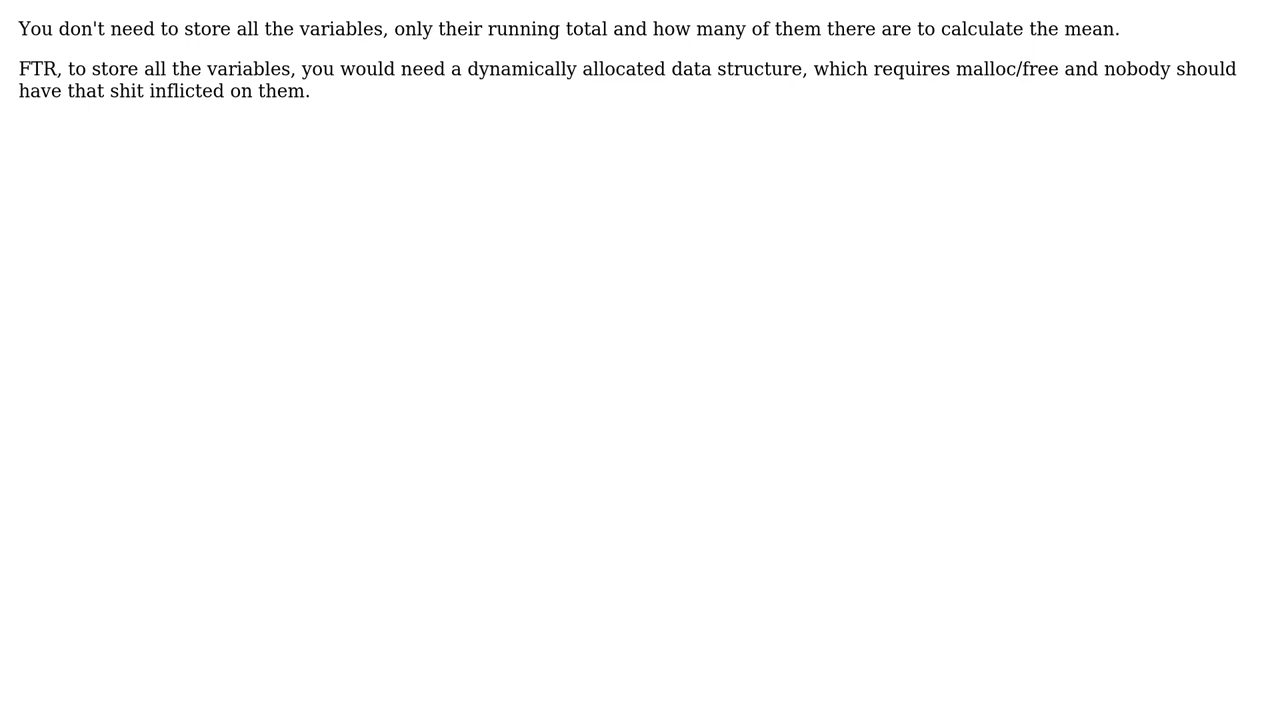 You don't need to store all the variables, only their running total and how many of them there are to calculate the mean.
FTR, to store all the variables, you would need a dynamically allocated data structure, which requires malloc/free and nobody should
have that shit inflicted on them.